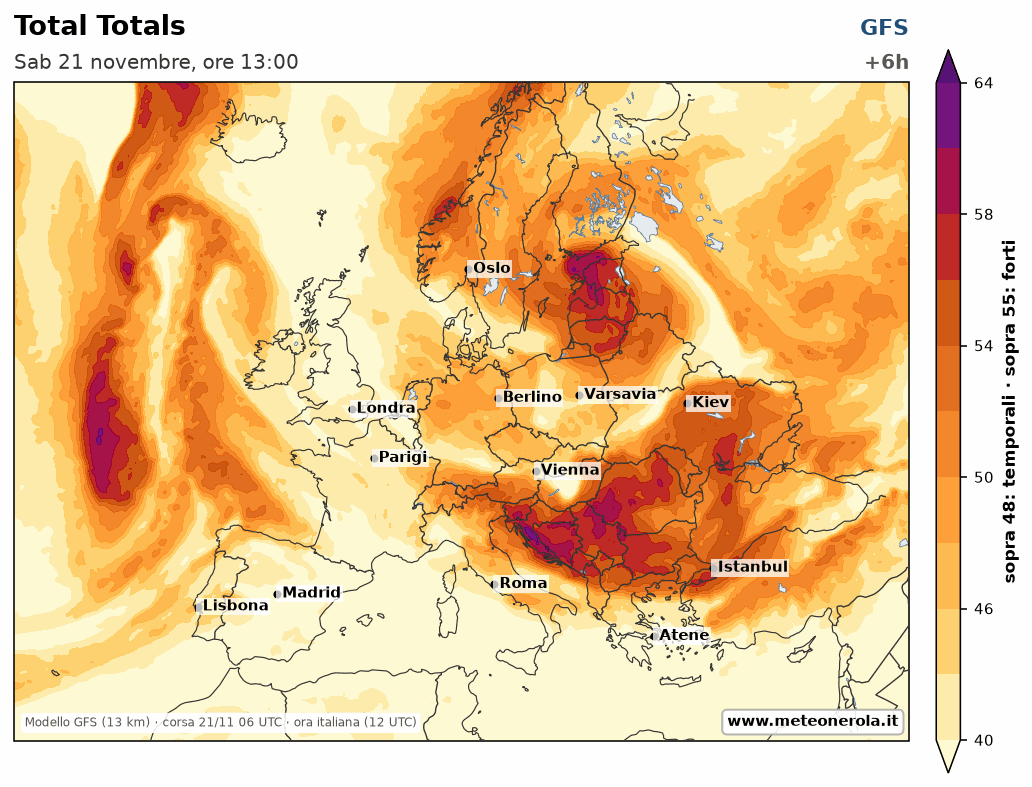 Total Totals
GFS
Sab 21 novembre, ore 13:00
+6h
64
58
54
50
46
40
sopra 48: temporali · sopra 55: forti
Oslo
Berlino
Varsavia
Kiev
Londra
Parigi
Vienna
Istanbul
Roma
Madrid
Lisbona
Atene
Modello GFS (13 km) · corsa 21/11 06 UTC · ora italiana (12 UTC)
www.meteonerola.it